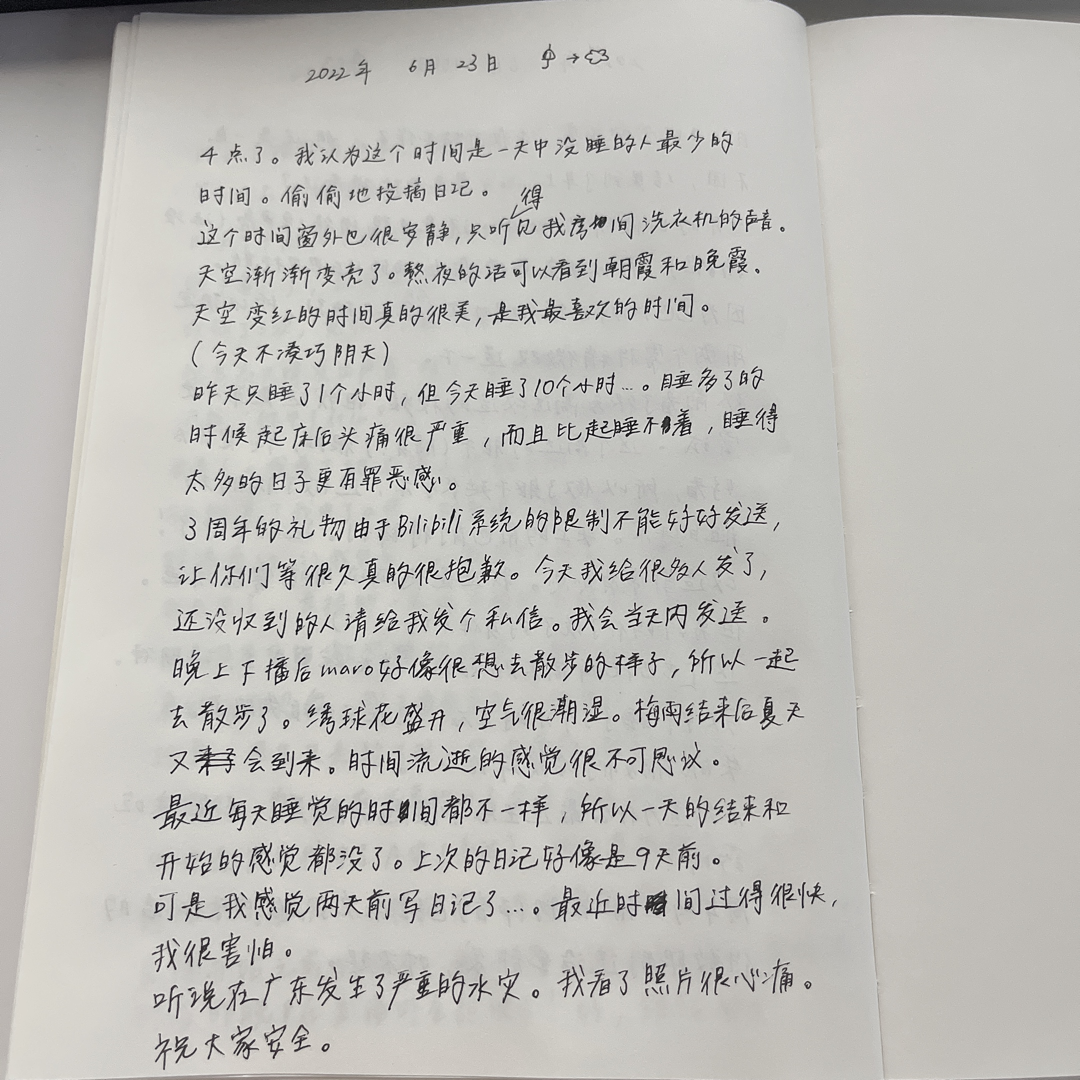 2022年 6月 23日 → 
4点了。我认为这个时间是一天中没睡的人最少的
时间。偷偷地投搞日记。
得
这个时间窗外也很安静,只听见我房间洗衣机的声音。
天空渐渐变亮了。熬夜的话可以看到朝霞和晚霞。
天空变红的时间真的很美,是我最喜欢的时间。
(今天不凑巧阴天)
昨天只睡了1个小时,但今天睡了10个小时...。睡多了的
时候起床后头痛很严重,而且比起睡不着,睡得
太多的日子更有罪恶感。
3周年的礼物由于Bilibili系统的限制不能好好发送,
让你们等很久真的很抱歉。今天我给很多人发了,
还没收到的人请给我发个私信。我会当天内发送。
晚上下播后maro好像很想去散步的样子,所以一起
去散步了。绣球花盛开,空气很潮湿。梅雨结束后夏天
又会到来。时间流逝的感觉很不可思议。
最近每天睡觉的时间都不一样,所以一天的结束和
开始的感觉都没了。上次的日记好像是9天前。
可是我感觉两天前写日记了...。最近时间过得很快,
我很害怕。
听说在广东发生了严重的水灾。我看了照片很心痛。
祝大家安全。